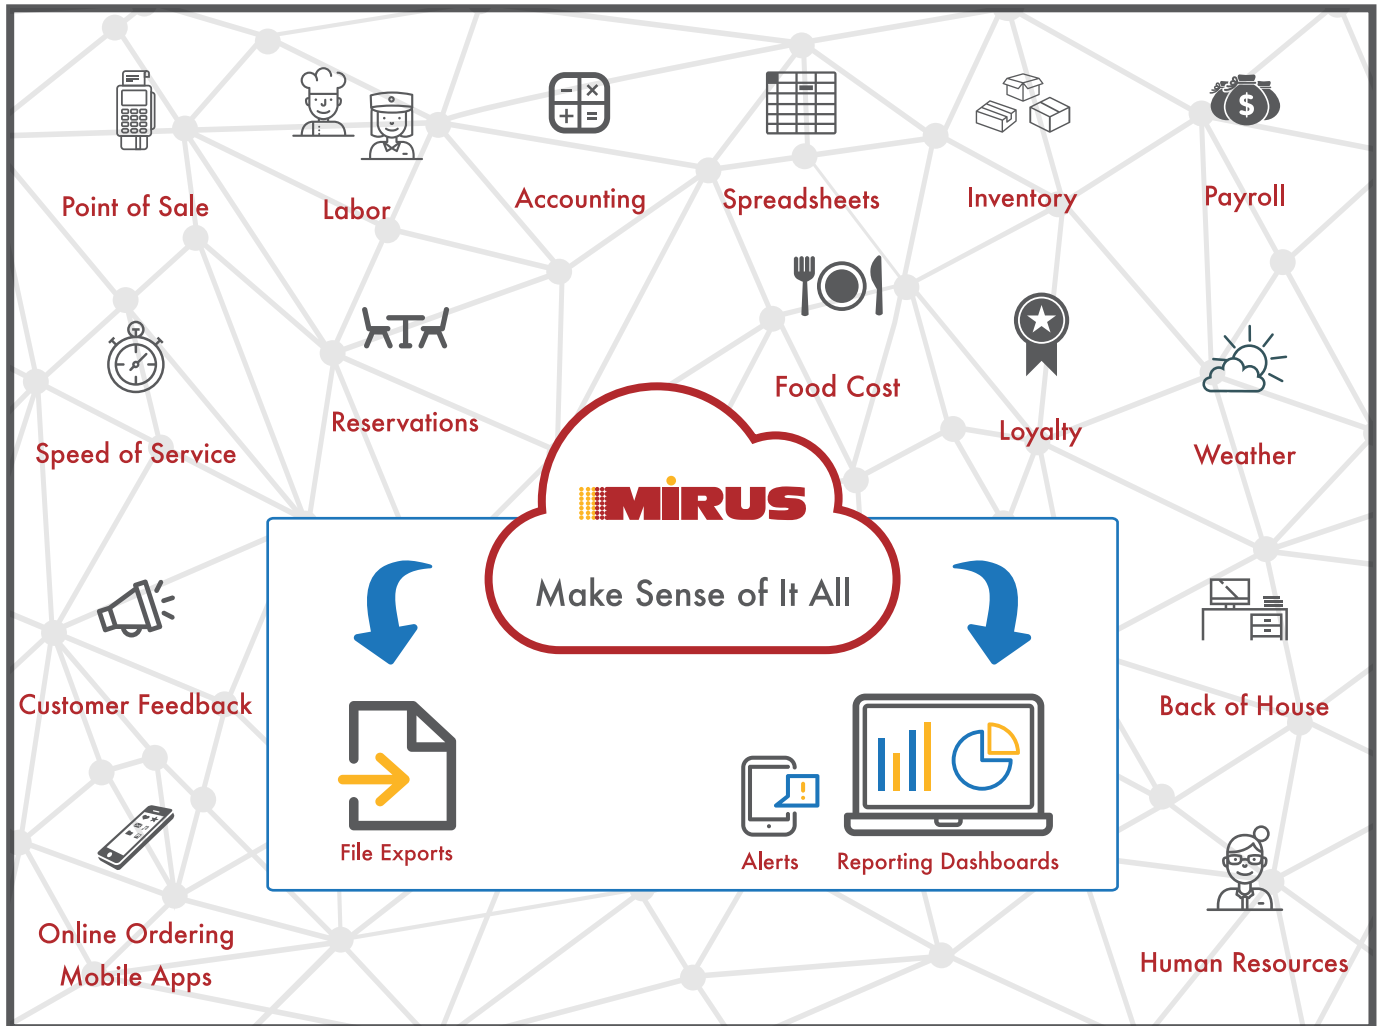 Point of Sale
Labor
Accounting
Spreadsheets
Inventory
Payroll
Speed of Service
Reservations
Food Cost
Loyalty
Weather
MiRUS
Make Sense of It All
Customer Feedback
Back of House
File Exports
Alerts
Reporting Dashboards
Online Ordering
Mobile Apps
Human Resources